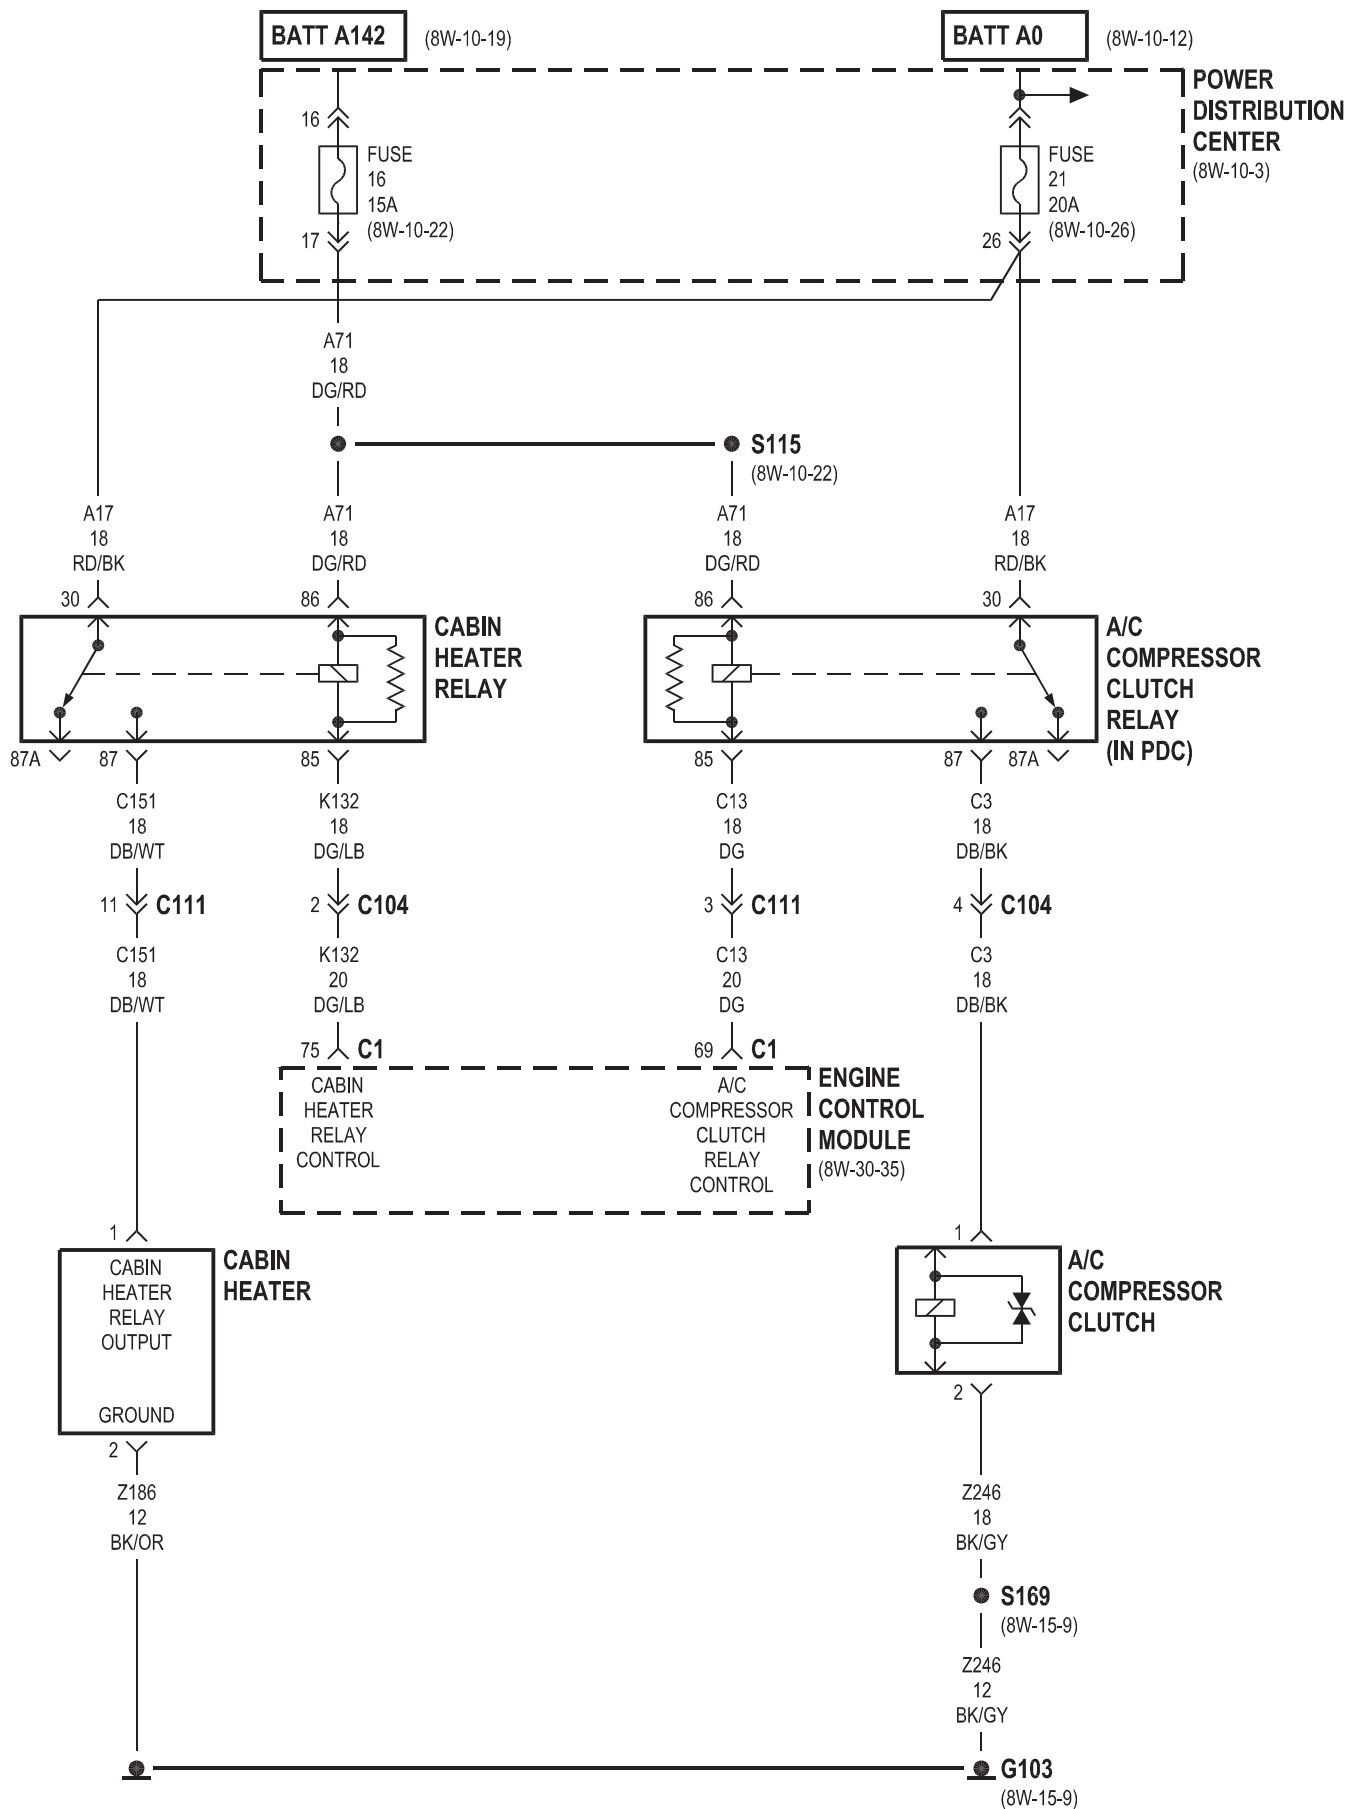 BATT A142
(8W-10-19)
BATT A0
(8W-10-12)
POWER
DISTRIBUTION
CENTER
(8W-10-3)
16
FUSE
16
15A
(8W-10-22)
17
FUSE
21
20A
(8W-10-26)
26
A71
18
DG/RD
S115
(8W-10-22)
A17
18
RD/BK
A71
18
DG/RD
A71
18
DG/RD
A17
18
RD/BK
30
86
86
30
CABIN
HEATER
RELAY
A/C
COMPRESSOR
CLUTCH
RELAY
(IN PDC)
87A
87
85
85
87
87A
C151
18
DB/WT
K132
18
DG/LB
C13
18
DG
C3
18
DB/BK
11
C111
2
C104
3
C111
4
C104
C151
18
DB/WT
K132
20
DG/LB
C13
20
DG
C3
18
DB/BK
75
C1
69
C1
CABIN
HEATER
RELAY
CONTROL
A/C
COMPRESSOR
CLUTCH
RELAY
CONTROL
ENGINE
CONTROL
MODULE
(8W-30-35)
1
CABIN
HEATER
RELAY
OUTPUT
GROUND
CABIN
HEATER
2
1
A/C
COMPRESSOR
CLUTCH
2
Z186
12
BK/OR
Z246
18
BK/GY
S169
(8W-15-9)
Z246
12
BK/GY
G103
(8W-15-9)